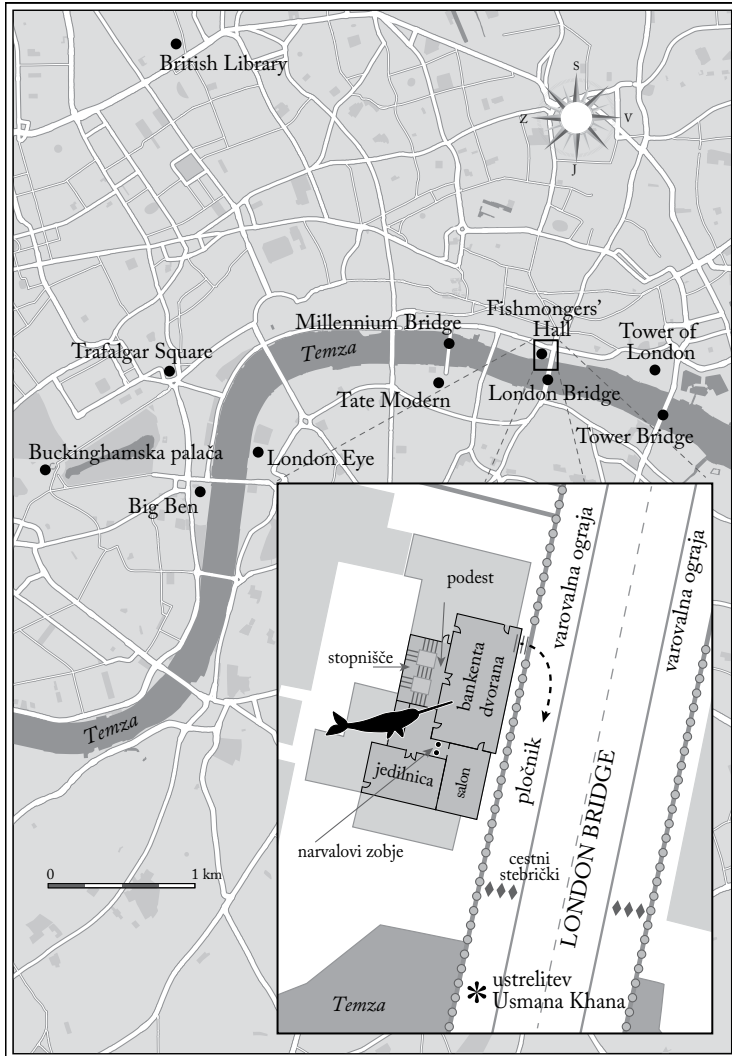 British Library
S
Z
V
J
Fishmongers'
Hall
Millennium Bridge
Tower of
London
Trafalgar Square
Temza
Tate Modern
London Bridge
Tower Bridge
Buckinghamska palača
London Eye
Big Ben
Temza
0
1 km
varovalna ograja
varovalna ograja
podest
stopnišče
bankenta
dvorana
jedilnica
salon
pločnik
narvalovi zobje
cestni
stebrički
LONDON BRIDGE
ustrelitev
Usmana Khana
Temza